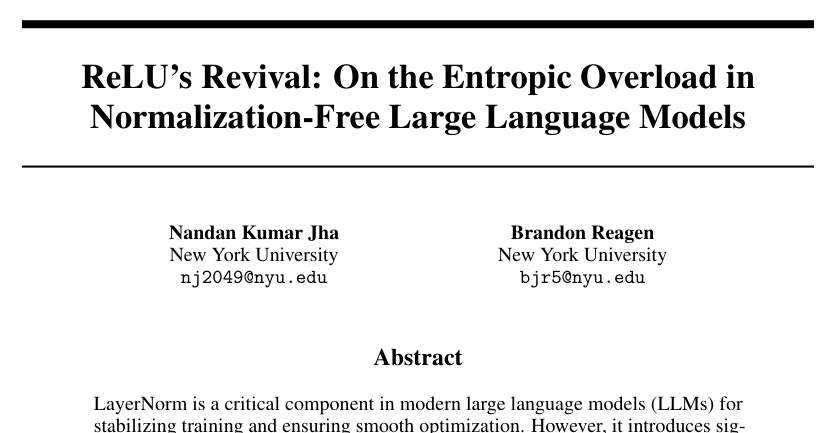 ReLU's Revival: On the Entropic Overload in
Normalization-Free Large Language Models
Nandan Kumar Jha
New York University
nj2049@nyu.edu
Brandon Reagen
New York University
bjr5@nyu.edu
Abstract
LayerNorm is a critical component in modern large language models (LLMs) for
stabilizing training and ensuring smooth optimization. However, it introduces sig-